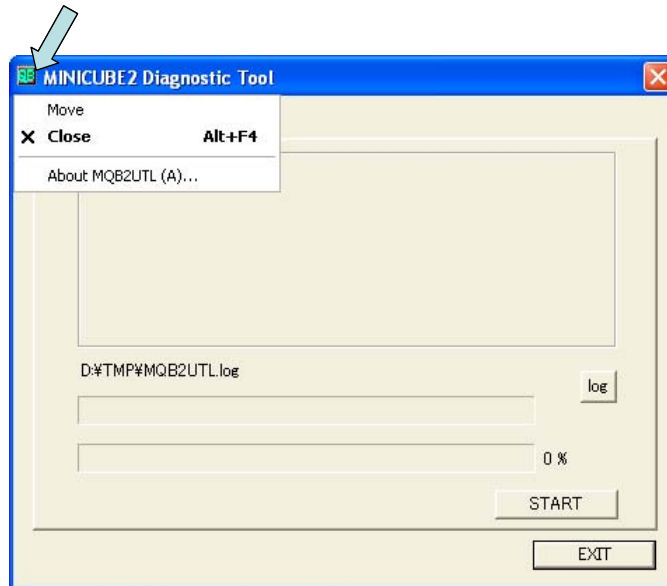 MINICUBE2 Diagnostic Tool
Move
Close Alt+F4
About MQB2UTL (A)...
D:¥TMP¥MQB2UTL.log
log
0 %
START
EXIT